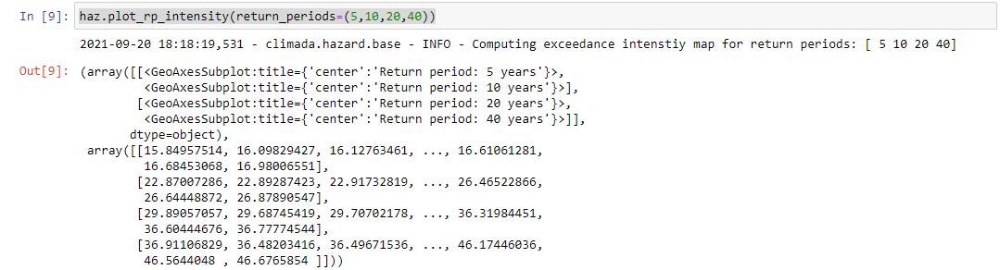 In [9]: haz.plot_rp_intensity(return_periods=(5,10,20,40))
2021-09-20 18:18:19,531 - climada.hazard.base - INFO - Computing exceedance intenstiy map for return periods: [ 5 10 20 40]
Out[9]: (array([[<GeoAxesSubplot:title={'center':'Return period: 5 years'}>,
<GeoAxesSubplot:title={'center':'Return period: 10 years'}>],
[<GeoAxesSubplot:title={'center':'Return period: 20 years'}>,
<GeoAxesSubplot:title={'center':'Return period: 40 years'}>]],
dtype=object),
array([[15.84957514, 16.09829427, 16.12763461, ..., 16.61061281,
16.68453068, 16.98006551],
[22.87007286, 22.89287423, 22.91732819, ..., 26.46522866,
26.64448872, 26.87890547],
[29.89057057, 29.68745419, 29.70702178, ..., 36.31984451,
36.60444676, 36.77774544],
[36.91106829, 36.48203416, 36.49671536, ..., 46.17446036,
46.5644048 , 46.6765854 ]]))